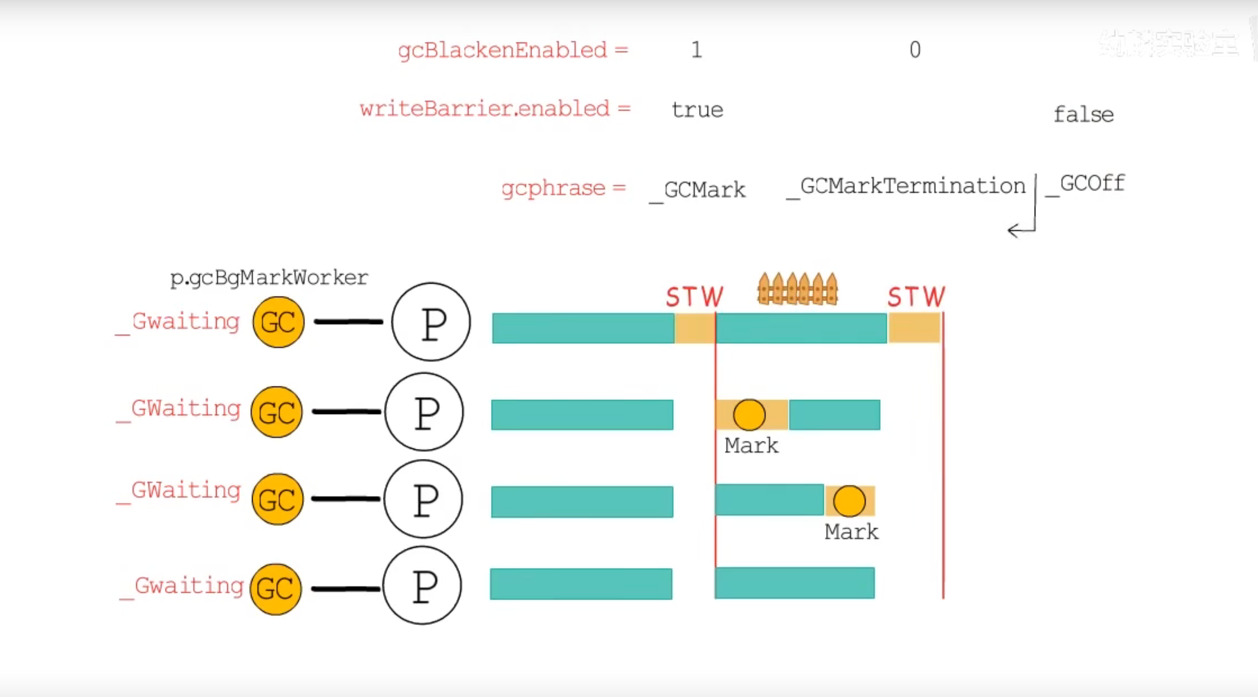 gcBlackenEnabled = 1 0
writeBarrier.enabled = true false
gcphrase = _GCMark _GCMarkTermination _GCOff
p.gcBgMarkWorker
STW STW
_Gwaiting GC P
_GWaiting GC P
Mark
_GWaiting GC P
Mark
_Gwaiting GC P